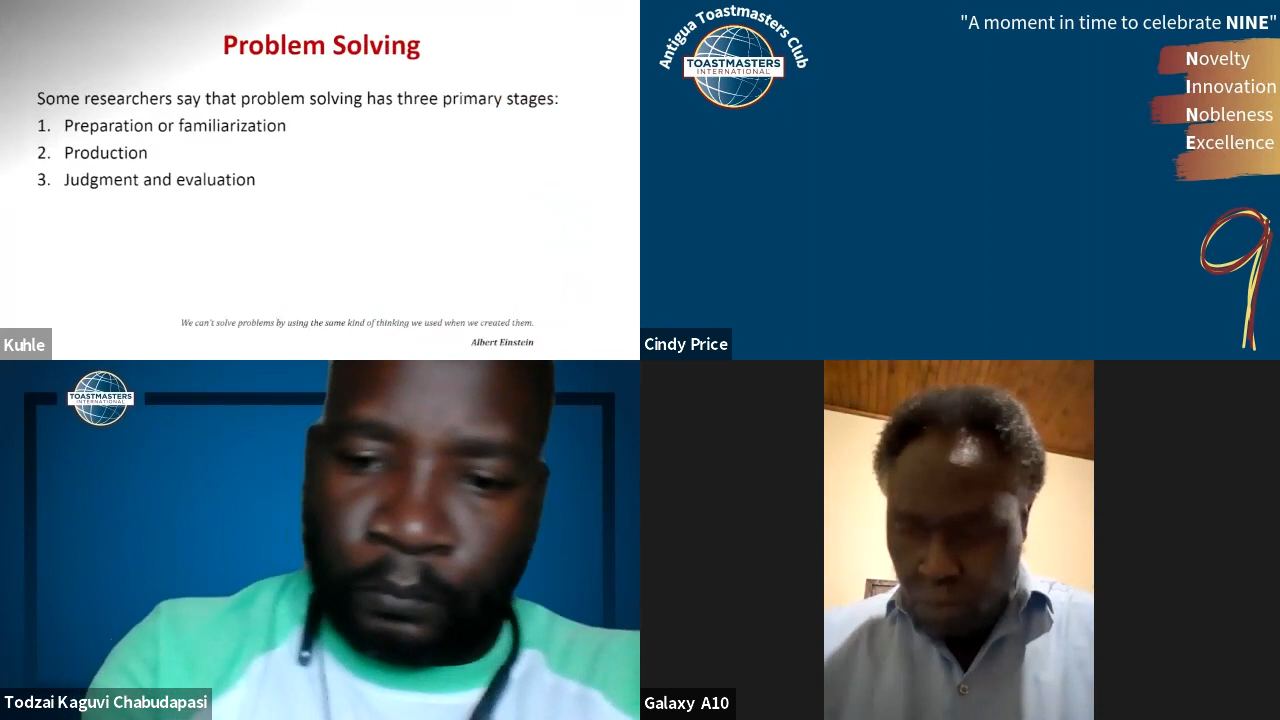 Problem Solving
Some researchers say that problem solving has three primary stages:
1. Preparation or familiarization
2. Production
3. Judgment and evaluation
We can't solve problems by using the same kind of thinking we used when we created them.
Albert Einstein
Kuhle
Antigua Toastmasters Club
TOASTMASTERS
INTERNATIONAL
"A moment in time to celebrate NINE"
Novelty
Innovation
Nobleness
Excellence
9
Cindy Price
TOASTMASTERS
INTERNATIONAL
Todzai Kaguvi Chabudapasi
Galaxy A10